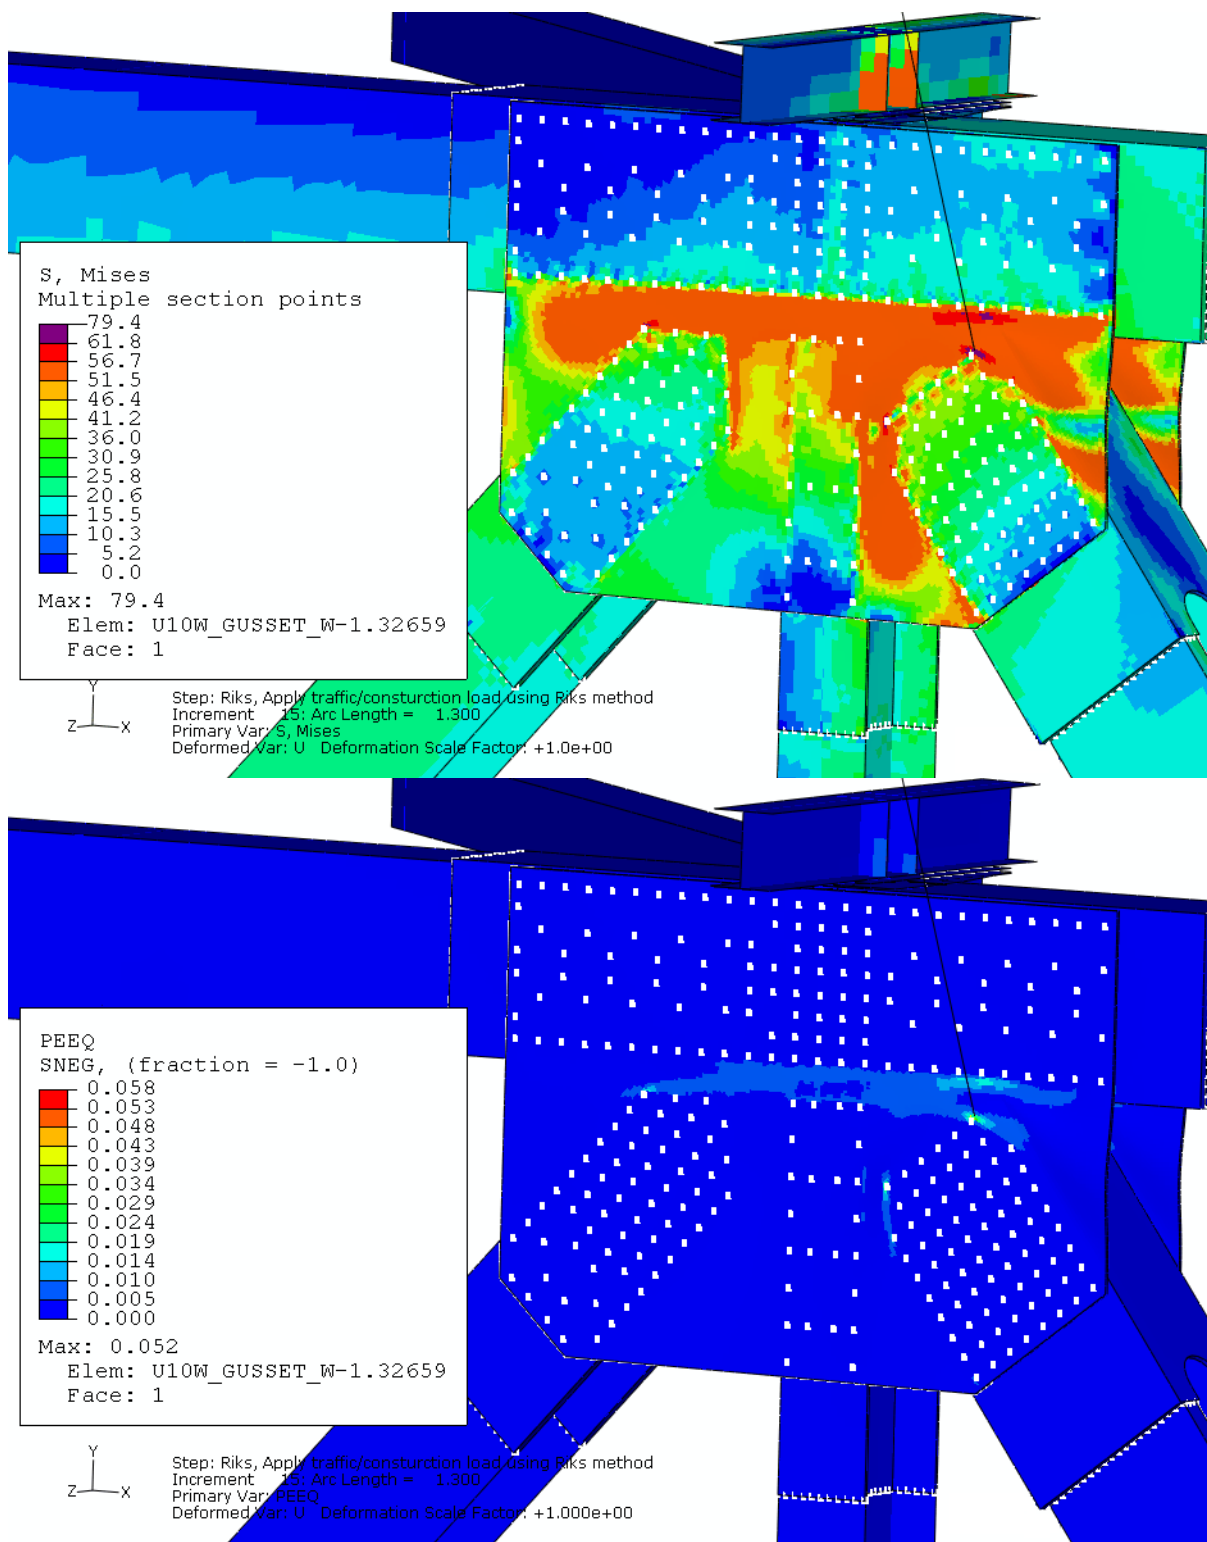 S, Mises
Multiple section points
79.4
61.8
56.7
51.5
46.4
41.2
36.0
30.9
25.8
20.6
15.5
10.3
5.2
0.0
Max: 79.4
Elem: U10W_GUSSET_W-1.32659
Face: 1
Y
Z X
Step: Riks, Apply traffic/consturction load using Riks method
Increment 15: Arc Length = 1.300
Primary Var: S, Mises
Deformed Var: U Deformation Scale Factor: +1.0e+00
PEEQ
SNEG, (fraction = -1.0)
0.058
0.053
0.048
0.043
0.039
0.034
0.029
0.024
0.019
0.014
0.010
0.005
0.000
Max: 0.052
Elem: U10W_GUSSET_W-1.32659
Face: 1
Y
Z X
Step: Riks, Apply traffic/consturction load using Riks method
Increment 15: Arc Length = 1.300
Primary Var: PEEQ
Deformed Var: U Deformation Scale Factor: +1.000e+00